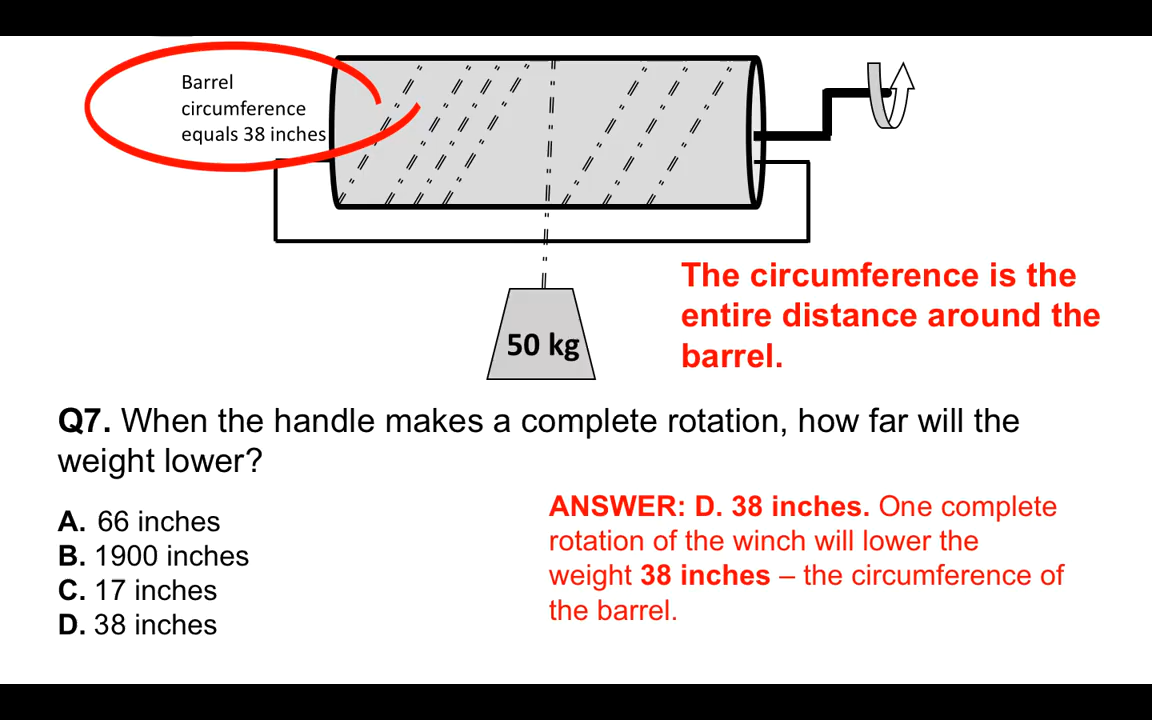 Barrel
circumference
equals 38 inches
The circumference is the
entire distance around the
barrel.
50 kg
Q7. When the handle makes a complete rotation, how far will the
weight lower?
A. 66 inches
B. 1900 inches
C. 17 inches
D. 38 inches
ANSWER: D. 38 inches. One complete
rotation of the winch will lower the
weight 38 inches – the circumference of
the barrel.